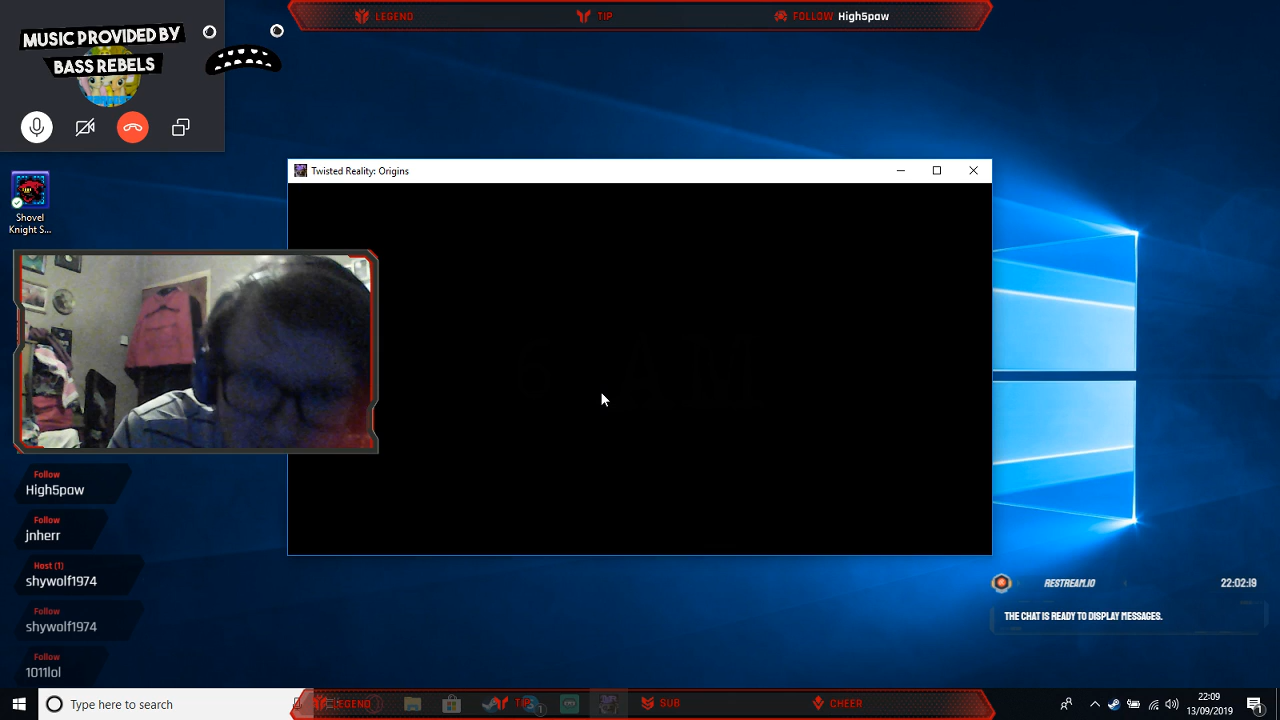 LEGEND
TIP
FOLLOW High5paw
MUSIC PROVIDED BY
BASS REBELS
Twisted Reality: Origins
Shovel
Knight S...
Follow
High5paw
Follow
jnherr
Host (1)
shywolf1974
Follow
shywolf1974
Follow
1011lol
RESTREAM.IO
22:02:19
THE CHAT IS READY TO DISPLAY MESSAGES.
Type here to search
LEGEND
TIP
SUB
CHEER
22:09
13/09/2019